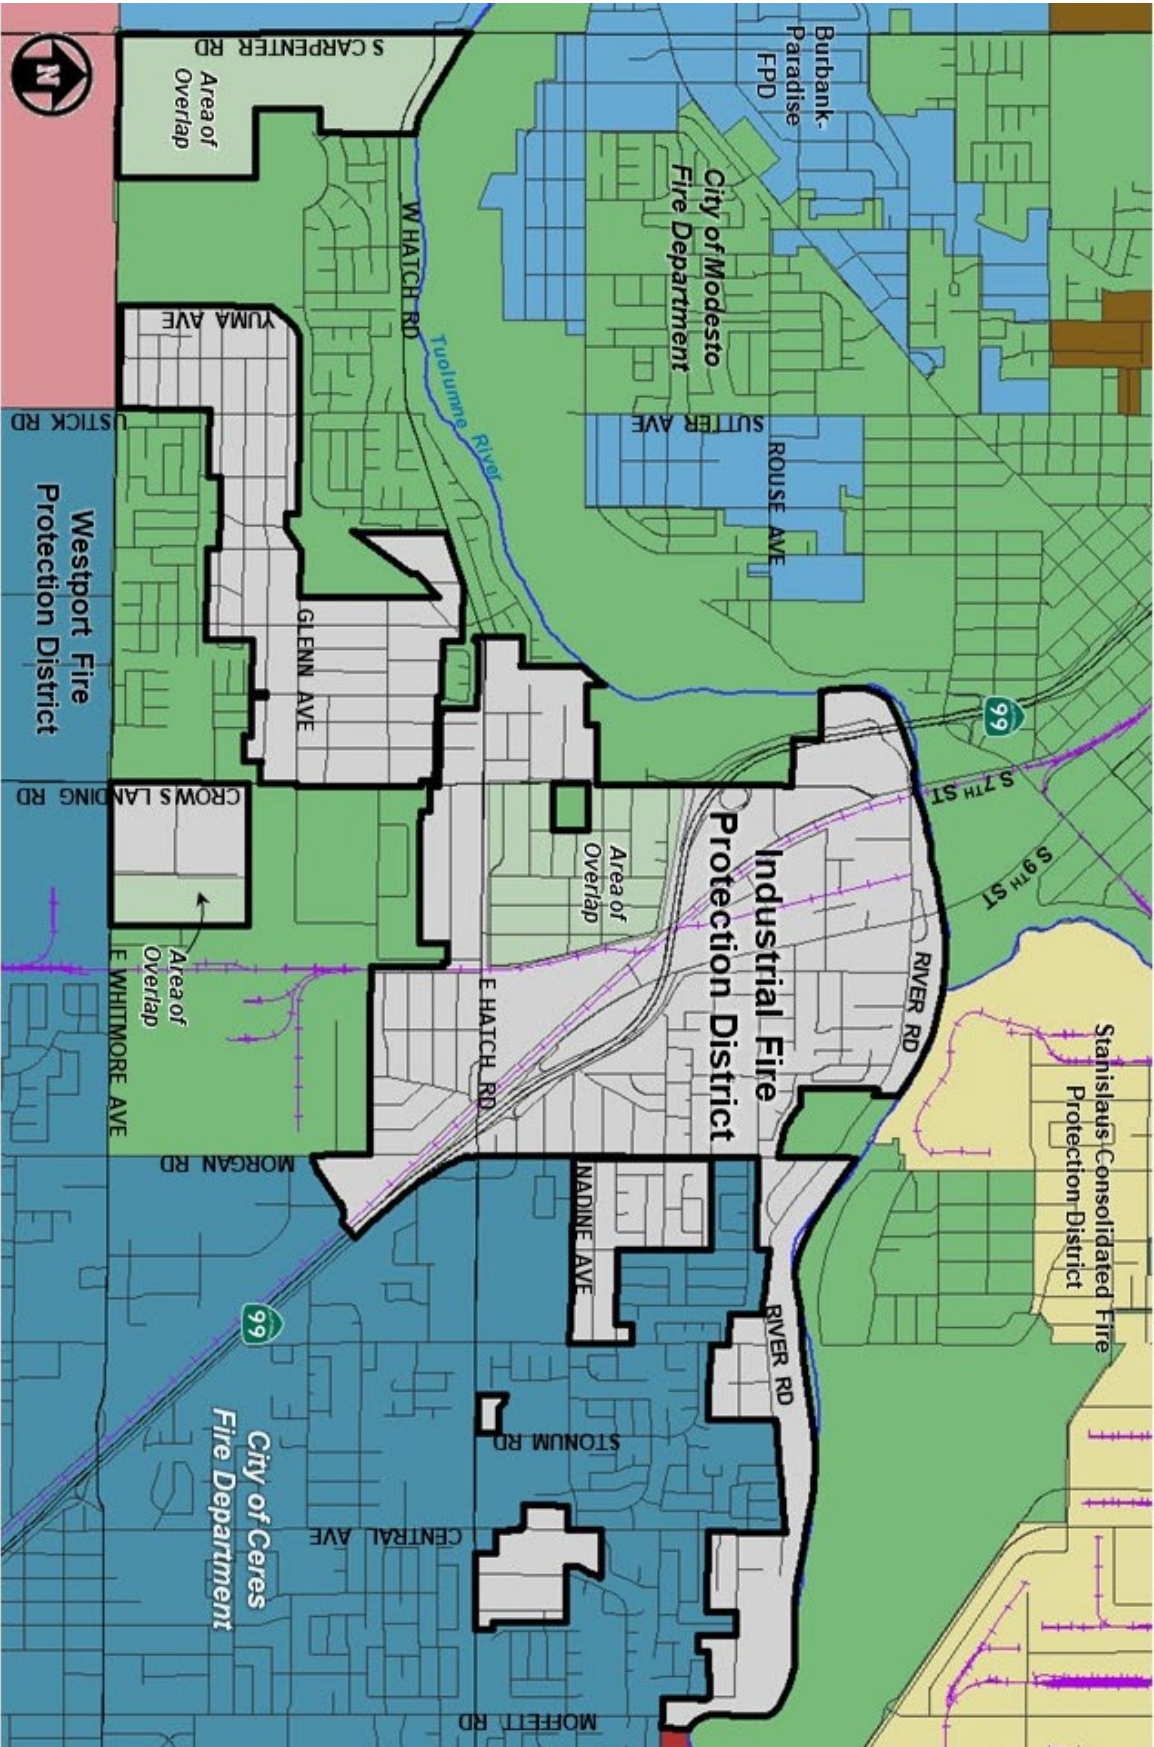 Burbank-
Paradise
FPD
City of Modesto
Fire Department
Stanislaus Consolidated Fire
Protection District
S CARPENTER RD
Area of
Overlap
W HATCH RD
Tuolumne River
SUTTER AVE
ROUSE AVE
99
S 7TH ST
S 9TH ST
RIVER RD
YUMA AVE
USTICK RD
GLENN AVE
Westport Fire
Protection District
CROWS LANDING RD
Area of
Overlap
Industrial Fire
Protection District
Area of
Overlap
E WHITMORE AVE
E HATCH RD
MORGAN RD
NADINE AVE
RIVER RD
99
STONUM RD
CENTRAL AVE
City of Ceres
Fire Department
MOFFETT RD
N